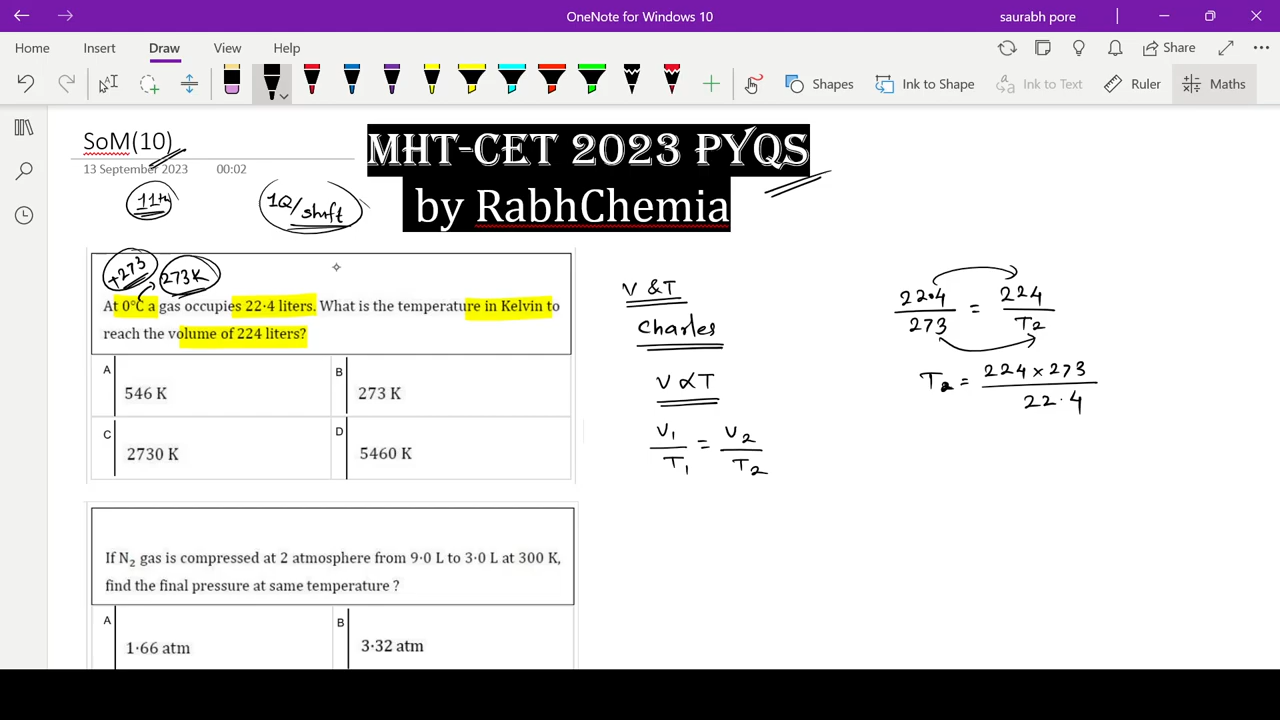 OneNote for Windows 10
saurabh pore
Home Insert Draw View Help
Share
Shapes Ink to Shape Ink to Text Ruler Maths
SoM(10)
13 September 2023 00:02
11th
1Q/shift
MHT-CET 2023 PYQS
by RabhChemia
+273 273K
At 0°C a gas occupies 22·4 liters. What is the temperature in Kelvin to
reach the volume of 224 liters?
A 546 K B 273 K
C 2730 K D 5460 K
V & T
Charles
V ∝ T
V₁/T₁ = V₂/T₂
22.4/273 = 224/T₂
T₂ = 224 × 273/22.4
If N₂ gas is compressed at 2 atmosphere from 9·0 L to 3·0 L at 300 K,
find the final pressure at same temperature ?
A 1·66 atm B 3·32 atm